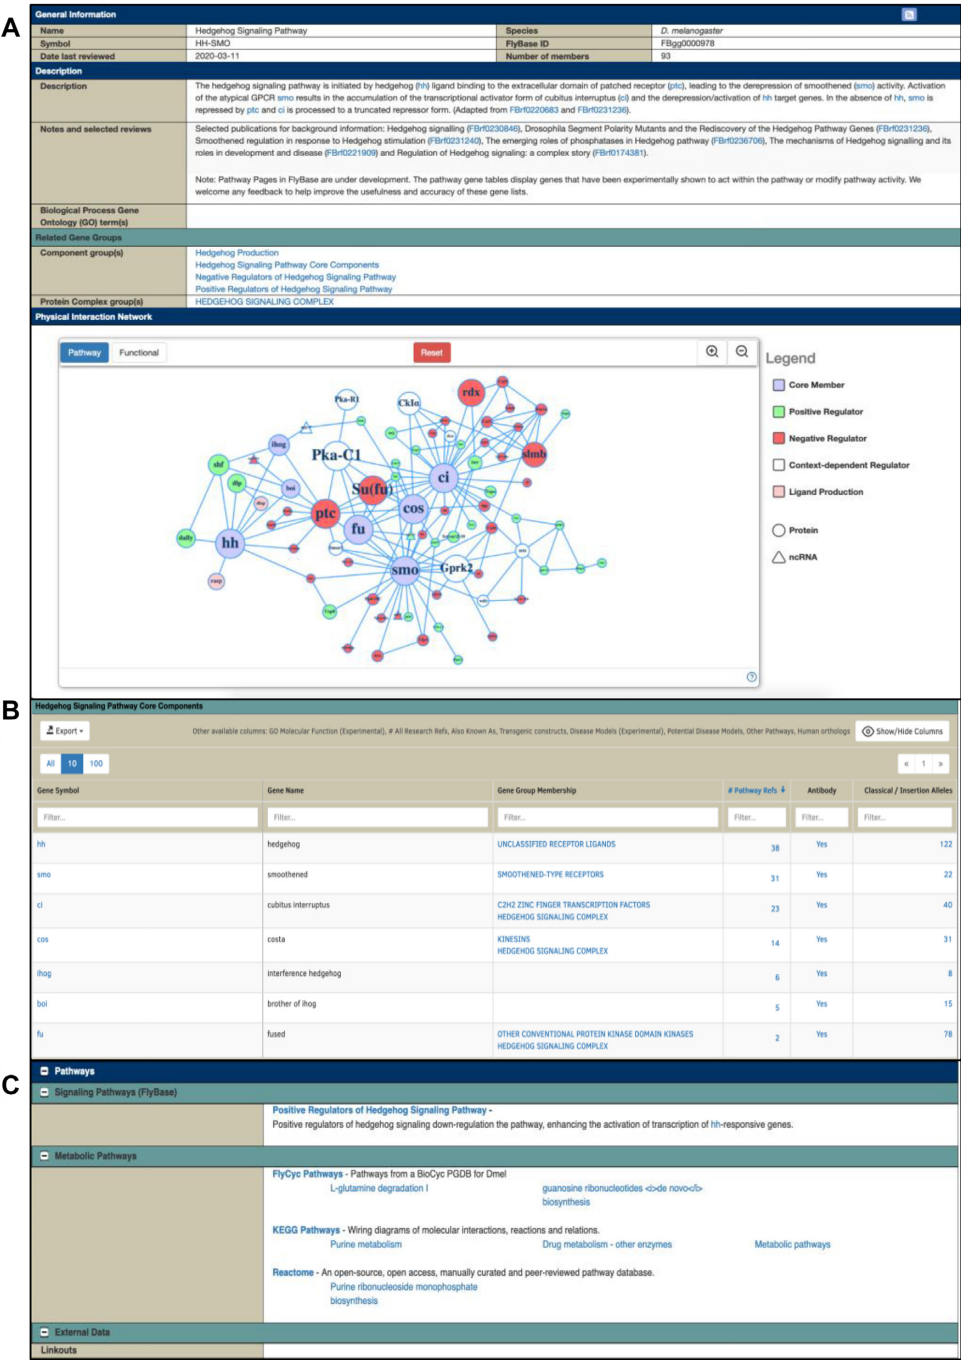 A
General Information
Name Hedgehog Signaling Pathway Species D. melanogaster
Symbol HH-SMO FlyBase ID FBgg0000978
Date last reviewed 2020-03-11 Number of members 93
Description
Description The hedgehog signaling pathway is initiated by hedgehog (hh) ligand binding to the extracellular domain of patched receptor (ptc), leading to the derepression of smoothened (smo) activity. Activation
of the atypical GPCR smo results in the accumulation of the transcriptional activator form of cubitus interruptus (ci) and the derepression/activation of hh target genes. In the absence of hh, smo is
repressed by ptc and ci is processed to a truncated repressor form. (Adapted from FBrf0220683 and FBrf0231236).
Notes and selected reviews Selected publications for background information: Hedgehog signalling (FBrf0230846), Drosophila Segment Polarity Mutants and the Rediscovery of the Hedgehog Pathway Genes (FBrf0231236),
Smoothened regulation in response to Hedgehog stimulation (FBrf0231240), The emerging roles of phosphatases in Hedgehog pathway (FBrf0236706), The mechanisms of Hedgehog signalling and its
roles in development and disease (FBrf0221909) and Regulation of Hedgehog signaling: a complex story (FBrf0174381).
Note: Pathway Pages in FlyBase are under development. The pathway gene tables display genes that have been experimentally shown to act within the pathway or modify pathway activity. We
welcome any feedback to help improve the usefulness and accuracy of these gene lists.
Biological Process Gene
Ontology (GO) term(s)
Related Gene Groups
Component group(s) Hedgehog Production
Hedgehog Signaling Pathway Core Components
Negative Regulators of Hedgehog Signaling Pathway
Positive Regulators of Hedgehog Signaling Pathway
Protein Complex group(s) HEDGEHOG SIGNALING COMPLEX
Physical Interaction Network
Pathway Functional Reset
Legend
Core Member
Positive Regulator
Negative Regulator
Context-dependent Regulator
Ligand Production
Protein
ncRNA
Pka-R1
CkIα
rdx
ihog
Pka-C1
slmb
shf
ci
dlp
boi
Su(fu)
disp
ptc
cos
fu
dally
hh
smo
Gprk2
rasp
B
Hedgehog Signaling Pathway Core Components
Export Other available columns: GO Molecular Function (Experimental), # All Research Refs, Also Known As, Transgenic constructs, Disease Models (Experimental), Potential Disease Models, Other Pathways, Human orthologs Show/Hide Columns
All 10 100 « 1 »
Gene Symbol Gene Name Gene Group Membership # Pathway Refs Antibody Classical / Insertion Alleles
Filter... Filter... Filter... Filter... Filter... Filter...
hh hedgehog UNCLASSIFIED RECEPTOR LIGANDS 38 Yes 122
smo smoothened SMOOTHENED-TYPE RECEPTORS 31 Yes 22
ci cubitus interruptus C2H2 ZINC FINGER TRANSCRIPTION FACTORS 23 Yes 40
HEDGEHOG SIGNALING COMPLEX
cos costa KINESINS 14 Yes 31
HEDGEHOG SIGNALING COMPLEX
ihog interference hedgehog 6 Yes 8
boi brother of ihog 5 Yes 15
fu fused OTHER CONVENTIONAL PROTEIN KINASE DOMAIN KINASES 2 Yes 78
HEDGEHOG SIGNALING COMPLEX
C
Pathways
Signaling Pathways (FlyBase)
Positive Regulators of Hedgehog Signaling Pathway -
Positive regulators of hedgehog signaling down-regulation the pathway, enhancing the activation of transcription of hh-responsive genes.
Metabolic Pathways
FlyCyc Pathways - Pathways from a BioCyc PGDB for Dmel
L-glutamine degradation I guanosine ribonucleotides <i>de novo</i>
biosynthesis
KEGG Pathways - Wiring diagrams of molecular interactions, reactions and relations.
Purine metabolism Drug metabolism - other enzymes Metabolic pathways
Reactome - An open-source, open access, manually curated and peer-reviewed pathway database.
Purine ribonucleoside monophosphate
biosynthesis
External Data
Linkouts